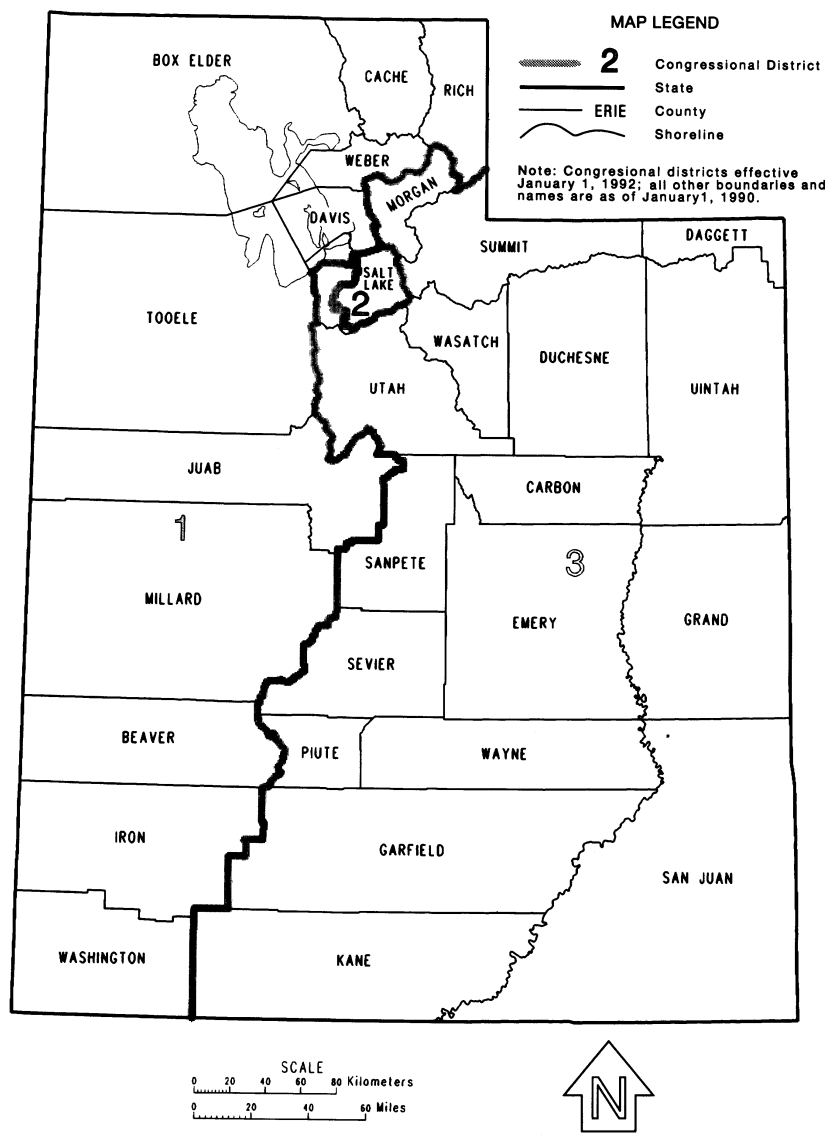 MAP LEGEND
2 Congressional District
State
ERIE County
Shoreline
Note: Congresional districts effective
January 1, 1992; all other boundaries and
names are as of January1, 1990.
BOX ELDER
CACHE
RICH
WEBER
MORGAN
DAVIS
SUMMIT
DAGGETT
SALT
LAKE
2
TOOELE
WASATCH
DUCHESNE
UTAH
UINTAH
JUAB
CARBON
1
SANPETE
3
MILLARD
EMERY
GRAND
SEVIER
BEAVER
PIUTE
WAYNE
IRON
GARFIELD
SAN JUAN
WASHINGTON
KANE
SCALE
0 20 40 60 80 Kilometers
0 20 40 60 Miles
N